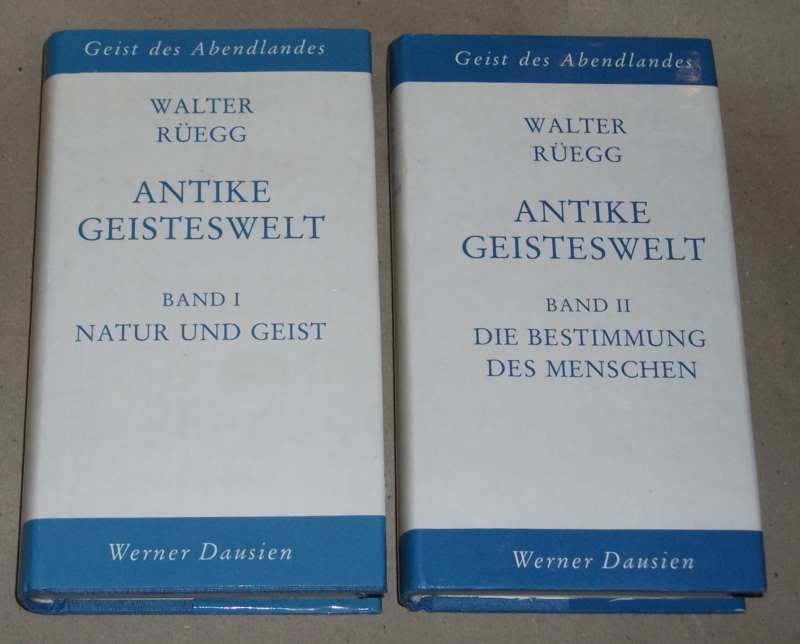 Geist des Abendlandes
WALTER
RÜEGG
ANTIKE
GEISTESWELT
BAND I
NATUR UND GEIST
Werner Dausien
Geist des Abendlandes
WALTER
RÜEGG
ANTIKE
GEISTESWELT
BAND II
DIE BESTIMMUNG
DES MENSCHEN
Werner Dausien